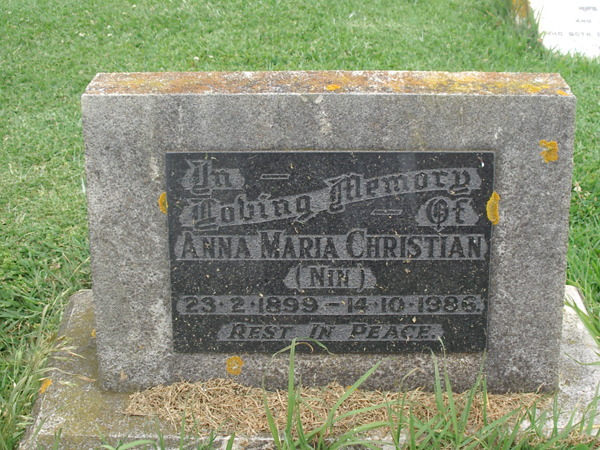 In
Loving Memory
Of
ANNA MARIA CHRISTIAN
(NIN)
23·2·1899 - 14·10·1986.
REST IN PEACE.